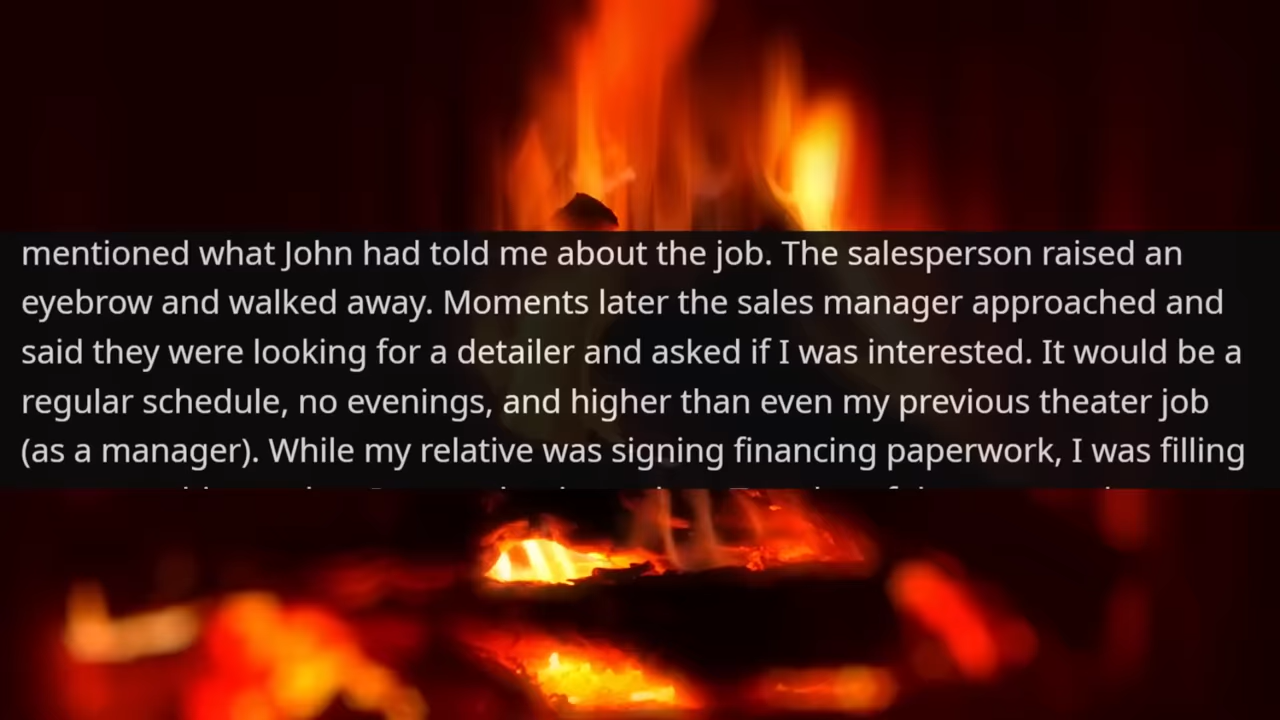 mentioned what John had told me about the job. The salesperson raised an
eyebrow and walked away. Moments later the sales manager approached and
said they were looking for a detailer and asked if I was interested. It would be a
regular schedule, no evenings, and higher than even my previous theater job
(as a manager). While my relative was signing financing paperwork, I was filling